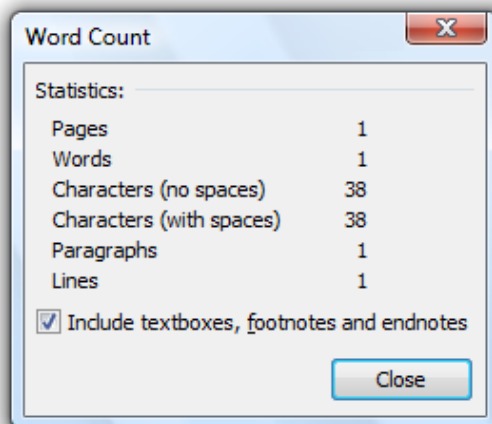 Word Count
Statistics:
Pages 1
Words 1
Characters (no spaces) 38
Characters (with spaces) 38
Paragraphs 1
Lines 1
Include textboxes, footnotes and endnotes
Close